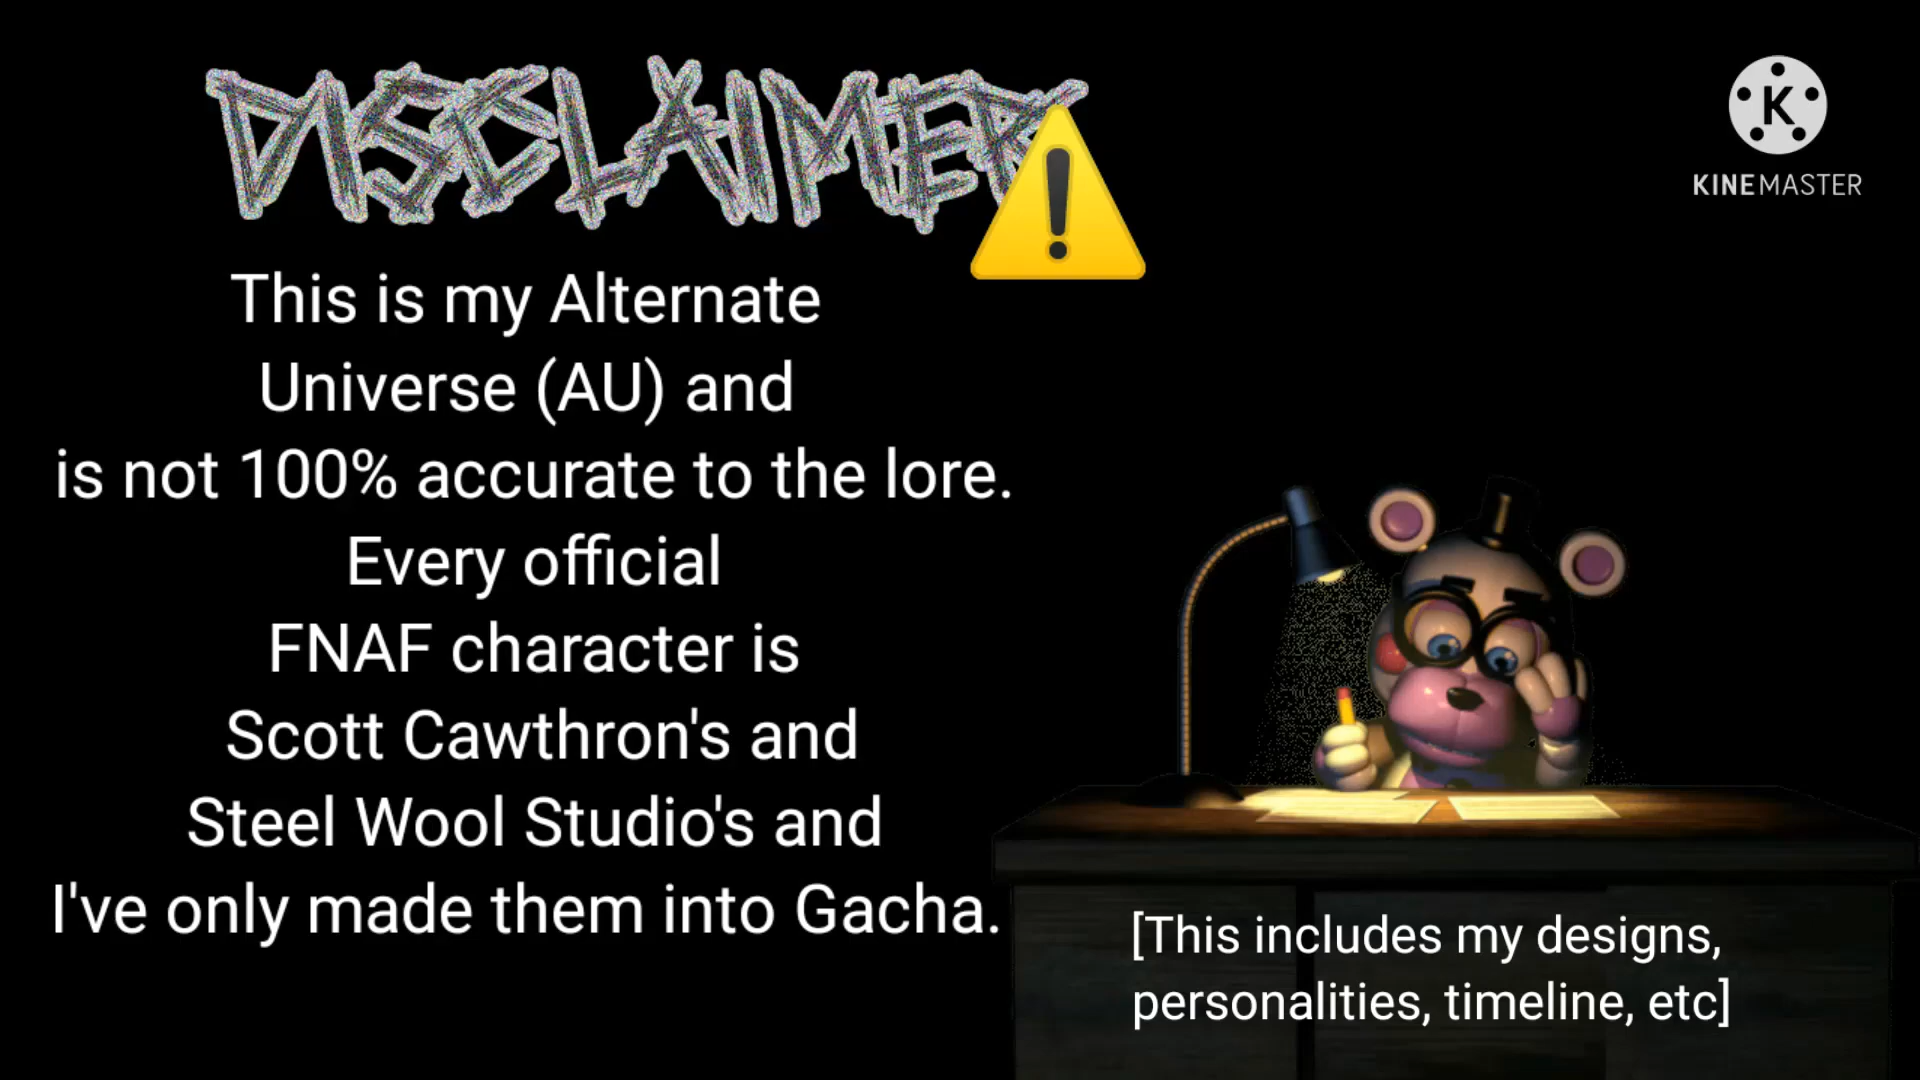 DISCLAIMER
This is my Alternate
Universe (AU) and
is not 100% accurate to the lore.
Every official
FNAF character is
Scott Cawthron's and
Steel Wool Studio's and
I've only made them into Gacha.
K
KINEMASTER
[This includes my designs,
personalities, timeline, etc]